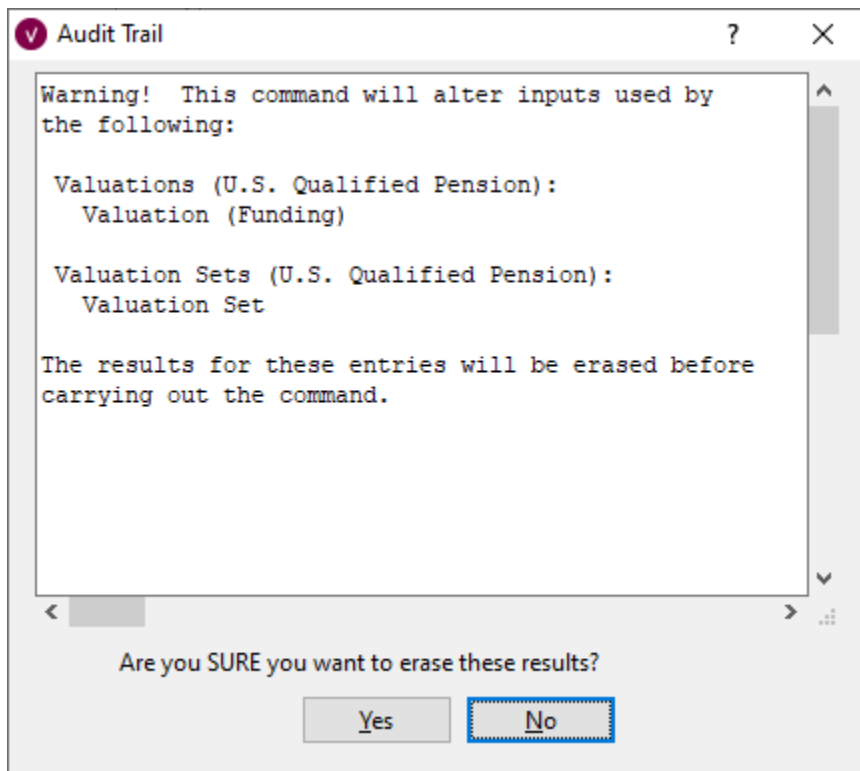 V Audit Trail ?
Warning!  This command will alter inputs used by
the following:
Valuations (U.S. Qualified Pension):
Valuation (Funding)
Valuation Sets (U.S. Qualified Pension):
Valuation Set
The results for these entries will be erased before
carrying out the command.
Are you SURE you want to erase these results?
Yes No